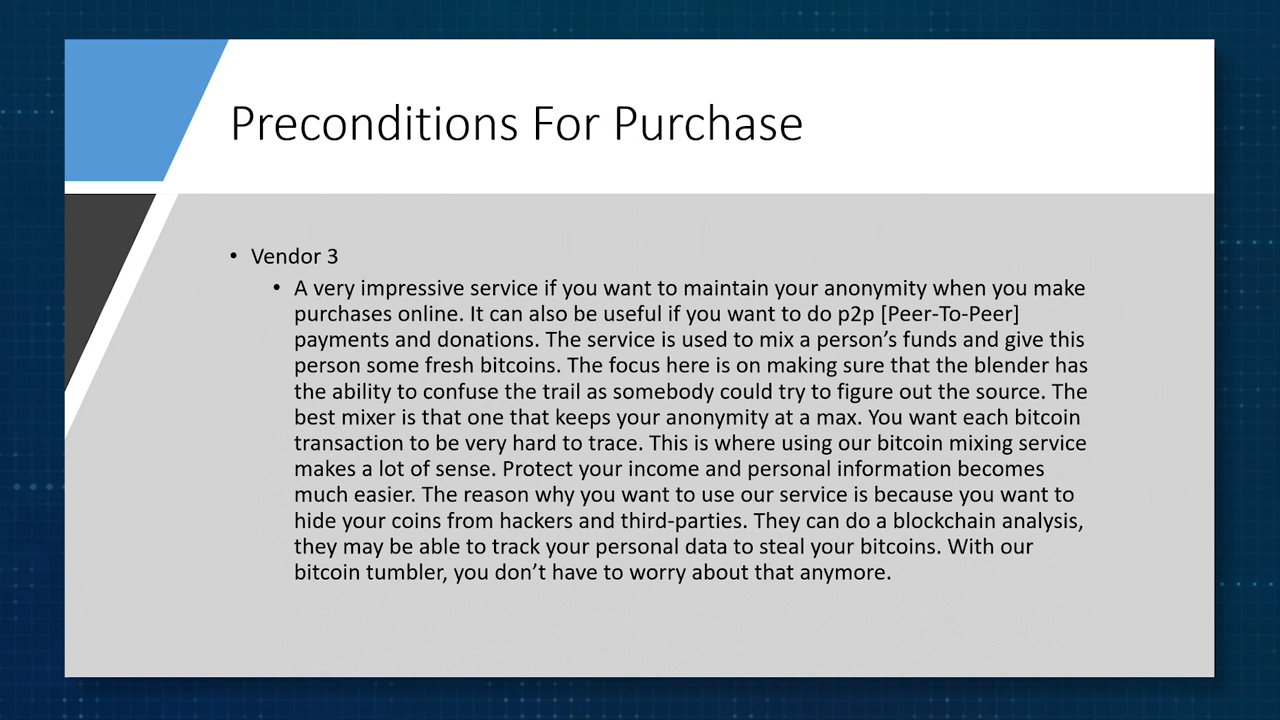 Preconditions For Purchase
• Vendor 3
• A very impressive service if you want to maintain your anonymity when you make
purchases online. It can also be useful if you want to do p2p [Peer-To-Peer]
payments and donations. The service is used to mix a person’s funds and give this
person some fresh bitcoins. The focus here is on making sure that the blender has
the ability to confuse the trail as somebody could try to figure out the source. The
best mixer is that one that keeps your anonymity at a max. You want each bitcoin
transaction to be very hard to trace. This is where using our bitcoin mixing service
makes a lot of sense. Protect your income and personal information becomes
much easier. The reason why you want to use our service is because you want to
hide your coins from hackers and third-parties. They can do a blockchain analysis,
they may be able to track your personal data to steal your bitcoins. With our
bitcoin tumbler, you don’t have to worry about that anymore.